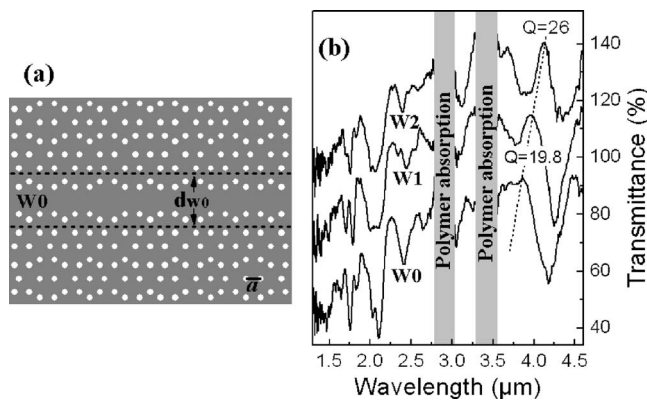 (a)
W0
dw0
a
(b)
Q=26
W2
W1
Q=19.8
W0
Polymer absorption
Polymer absorption
140
120
100
80
60
40
Transmittance (%)
1.5 2.0 2.5 3.0 3.5 4.0 4.5
Wavelength (μm)